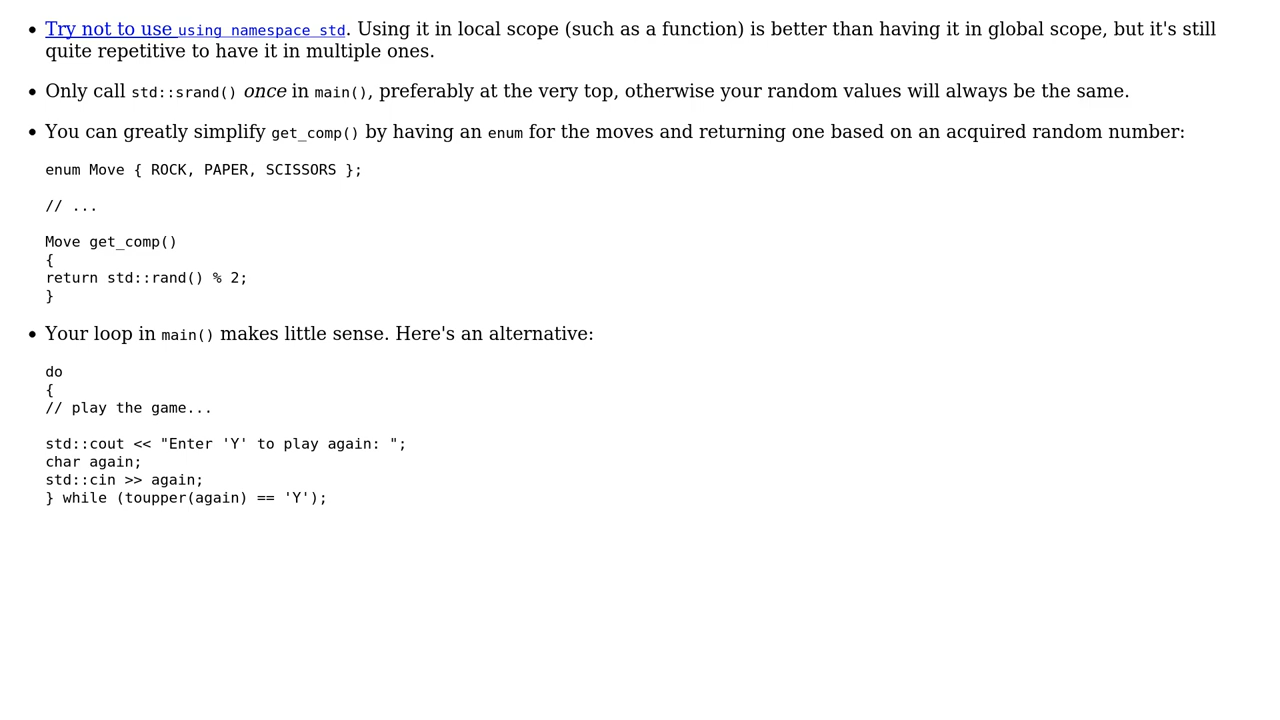 Try not to use using namespace std. Using it in local scope (such as a function) is better than having it in global scope, but it's still
quite repetitive to have it in multiple ones.
Only call std::srand() once in main(), preferably at the very top, otherwise your random values will always be the same.
You can greatly simplify get_comp() by having an enum for the moves and returning one based on an acquired random number:
enum Move { ROCK, PAPER, SCISSORS };
// ...
Move get_comp()
{
return std::rand() % 2;
}
Your loop in main() makes little sense. Here's an alternative:
do
{
// play the game...
std::cout << "Enter 'Y' to play again: ";
char again;
std::cin >> again;
} while (toupper(again) == 'Y');